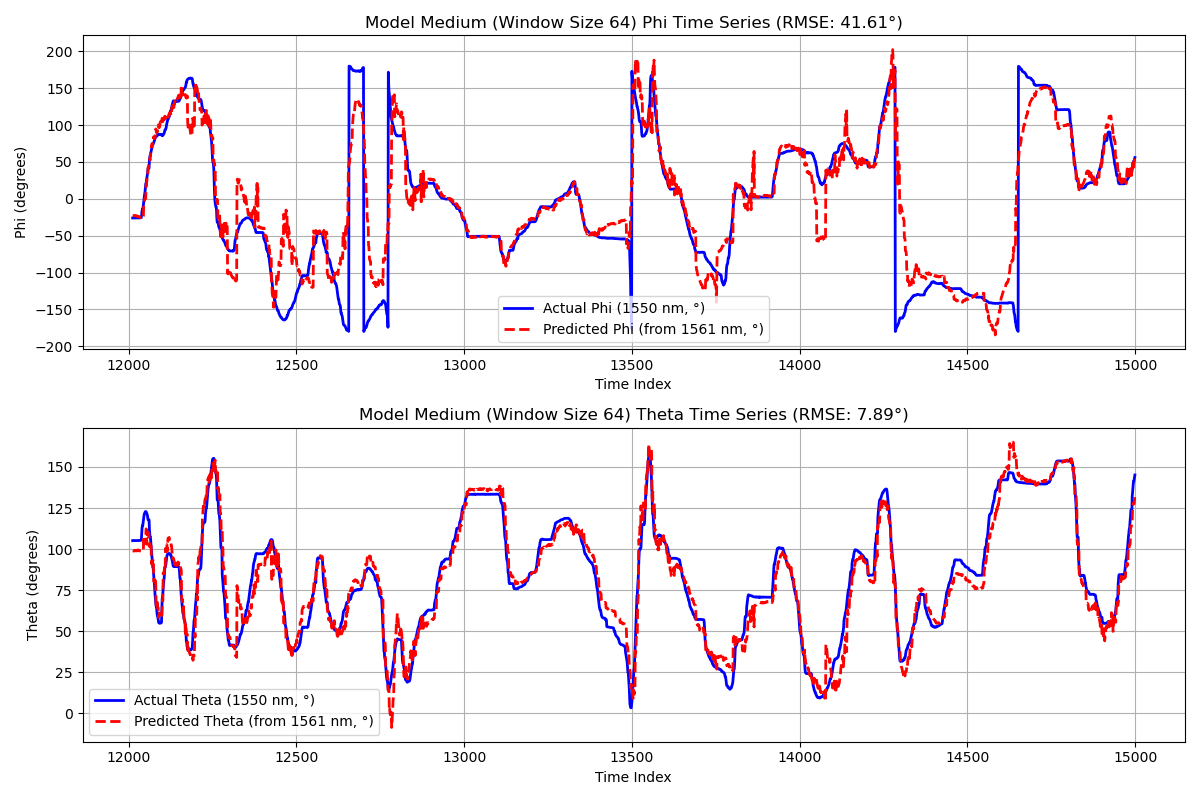 Model Medium (Window Size 64) Phi Time Series (RMSE: 41.61°)
Phi (degrees)
200
150
100
50
0
−50
−100
−150
−200
Actual Phi (1550 nm, °)
Predicted Phi (from 1561 nm, °)
12000 12500 13000 13500 14000 14500 15000
Time Index
Model Medium (Window Size 64) Theta Time Series (RMSE: 7.89°)
Theta (degrees)
150
125
100
75
50
25
0
Actual Theta (1550 nm, °)
Predicted Theta (from 1561 nm, °)
12000 12500 13000 13500 14000 14500 15000
Time Index